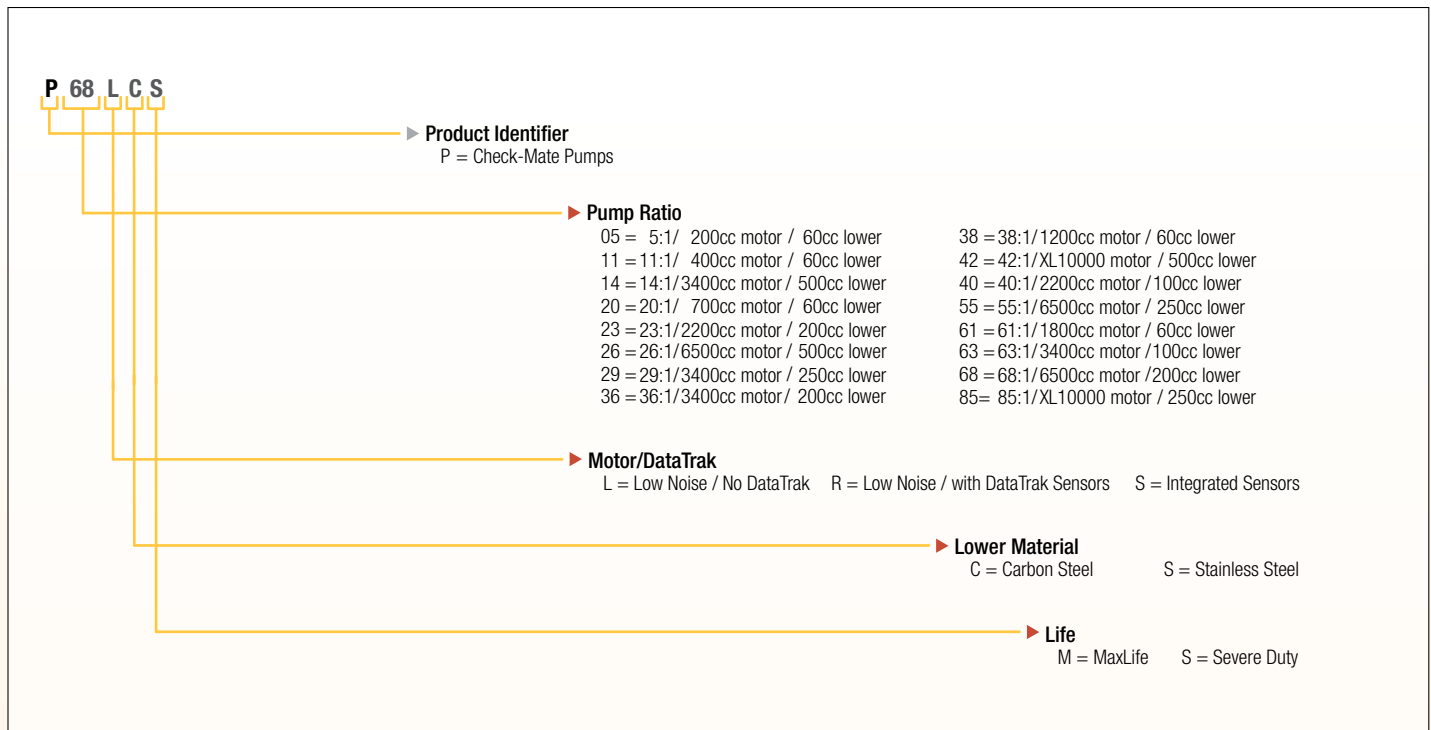 P 68 L C S
Product Identifier
P = Check-Mate Pumps
Pump Ratio
05 = 5:1/ 200cc motor / 60cc lower
11 = 11:1/ 400cc motor / 60cc lower
14 = 14:1/3400cc motor / 500cc lower
20 = 20:1/ 700cc motor / 60cc lower
23 = 23:1/2200cc motor / 200cc lower
26 = 26:1/6500cc motor / 500cc lower
29 = 29:1/3400cc motor / 250cc lower
36 = 36:1/3400cc motor / 200cc lower
38 = 38:1/1200cc motor / 60cc lower
42 = 42:1/XL10000 motor / 500cc lower
40 = 40:1/2200cc motor /100cc lower
55 = 55:1/6500cc motor / 250cc lower
61 = 61:1/1800cc motor / 60cc lower
63 = 63:1/3400cc motor /100cc lower
68 = 68:1/6500cc motor /200cc lower
85= 85:1/XL10000 motor / 250cc lower
Motor/DataTrak
L = Low Noise / No DataTrak R = Low Noise / with DataTrak Sensors S = Integrated Sensors
Lower Material
C = Carbon Steel S = Stainless Steel
Life
M = MaxLife S = Severe Duty